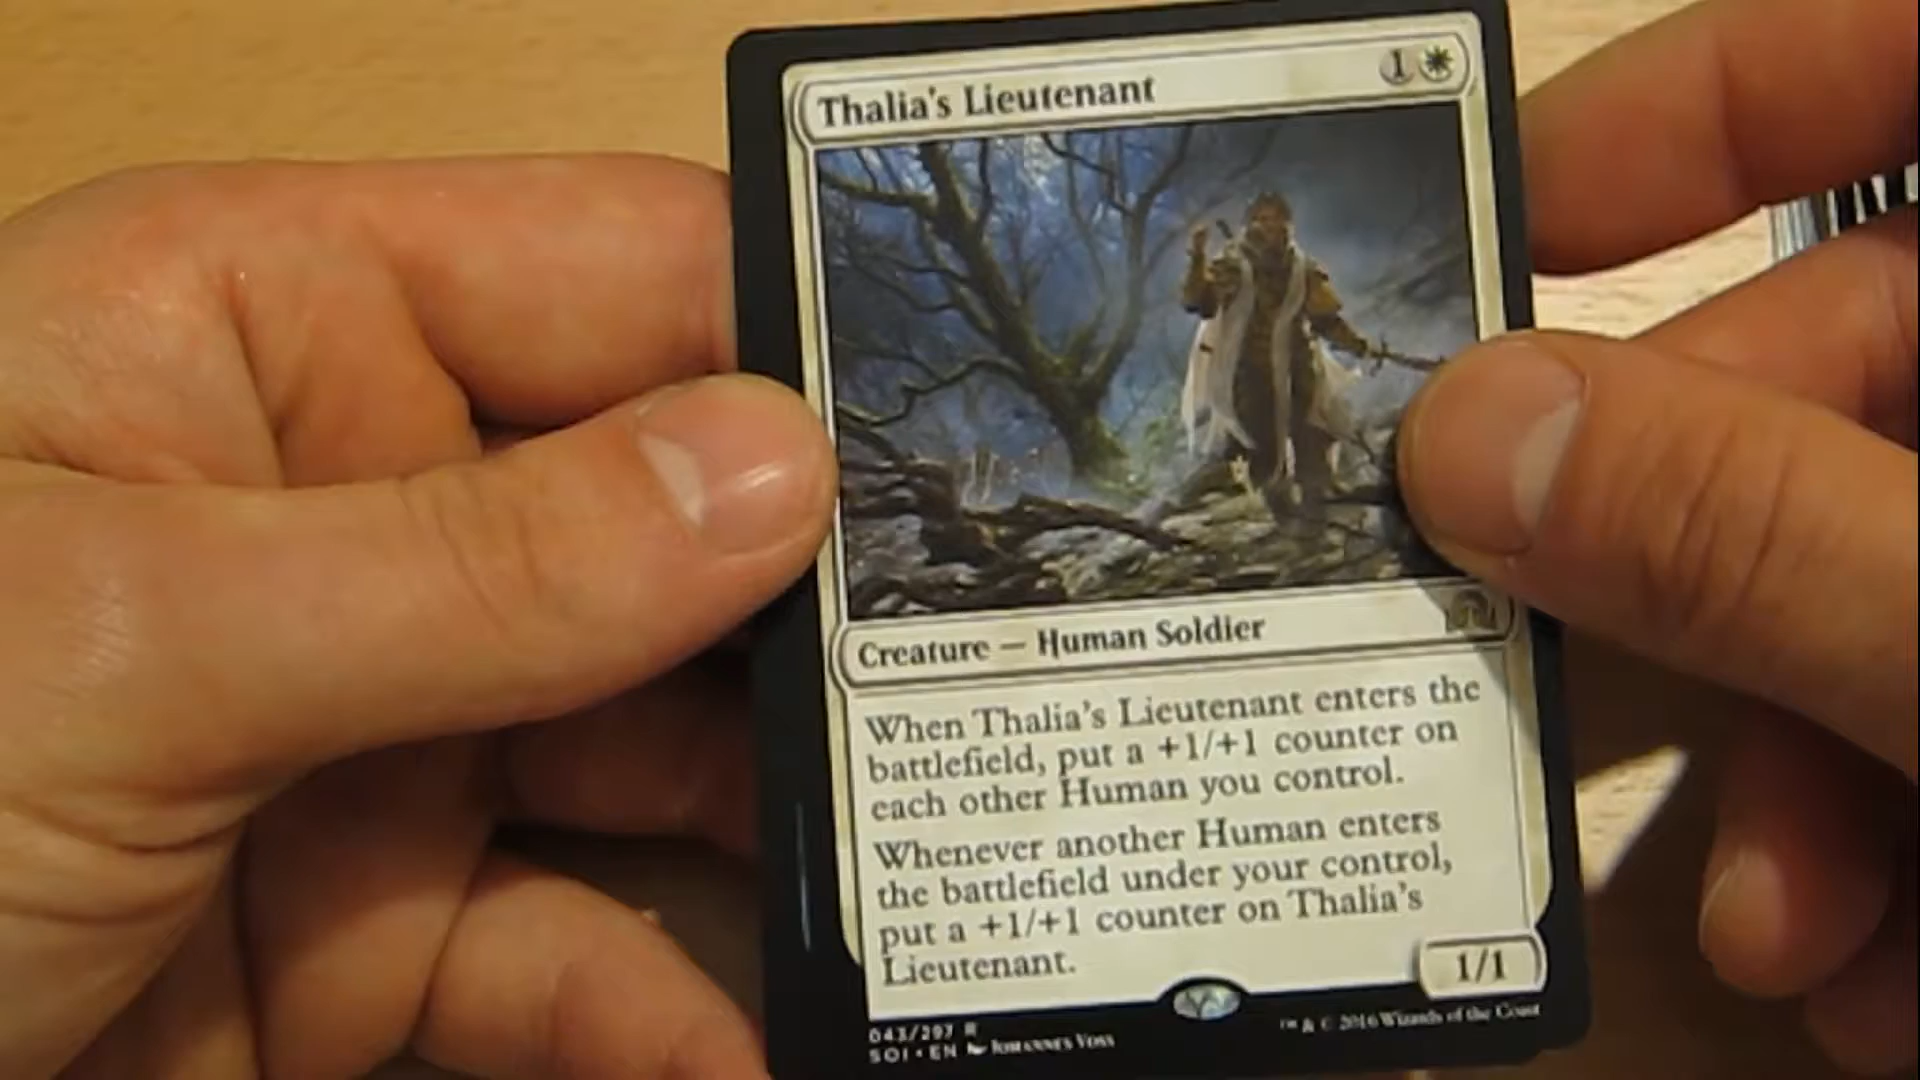 Thalia's Lieutenant 1
Creature — Human Soldier
When Thalia's Lieutenant enters the
battlefield, put a +1/+1 counter on
each other Human you control.
Whenever another Human enters
the battlefield under your control,
put a +1/+1 counter on Thalia's
Lieutenant.
1/1
043/297 R
SOI • EN Johannes Voss
™ & © 2016 Wizards of the Coast